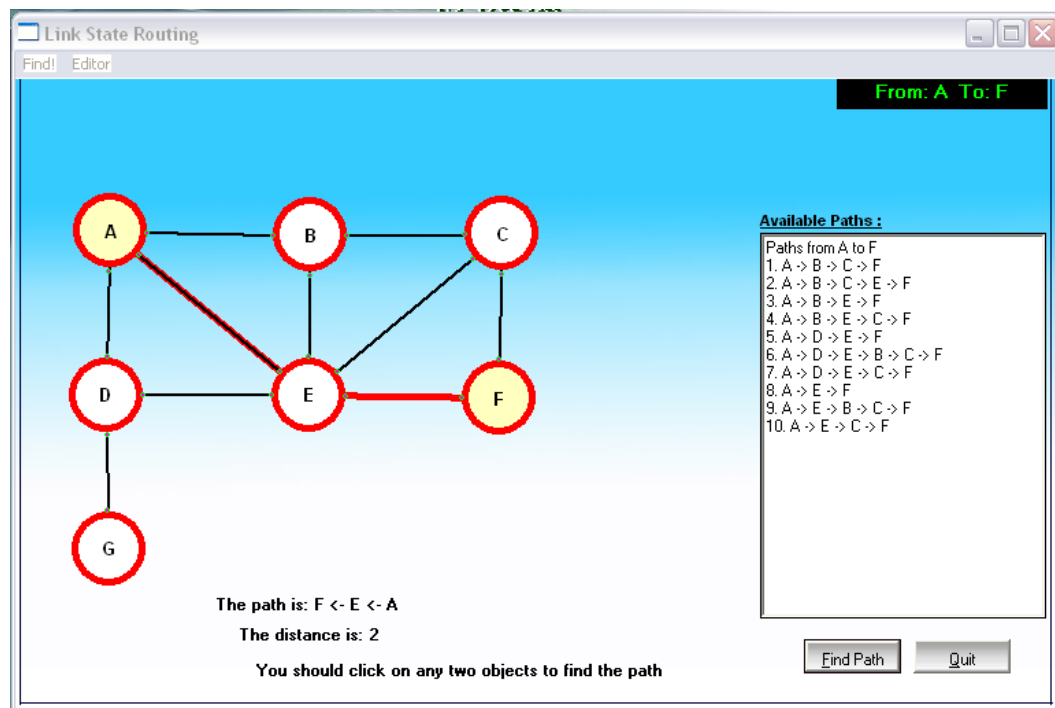 Link State Routing
Find! Editor
From: A To: F
A
B
C
D
E
F
G
Available Paths :
Paths from A to F
1. A -> B -> C -> F
2. A -> B -> C -> E -> F
3. A -> B -> E -> F
4. A -> B -> E -> C -> F
5. A -> D -> E -> F
6. A -> D -> E -> B -> C -> F
7. A -> D -> E -> C -> F
8. A -> E -> F
9. A -> E -> B -> C -> F
10. A -> E -> C -> F
The path is: F <- E <- A
The distance is: 2
You should click on any two objects to find the path
Find Path
Quit